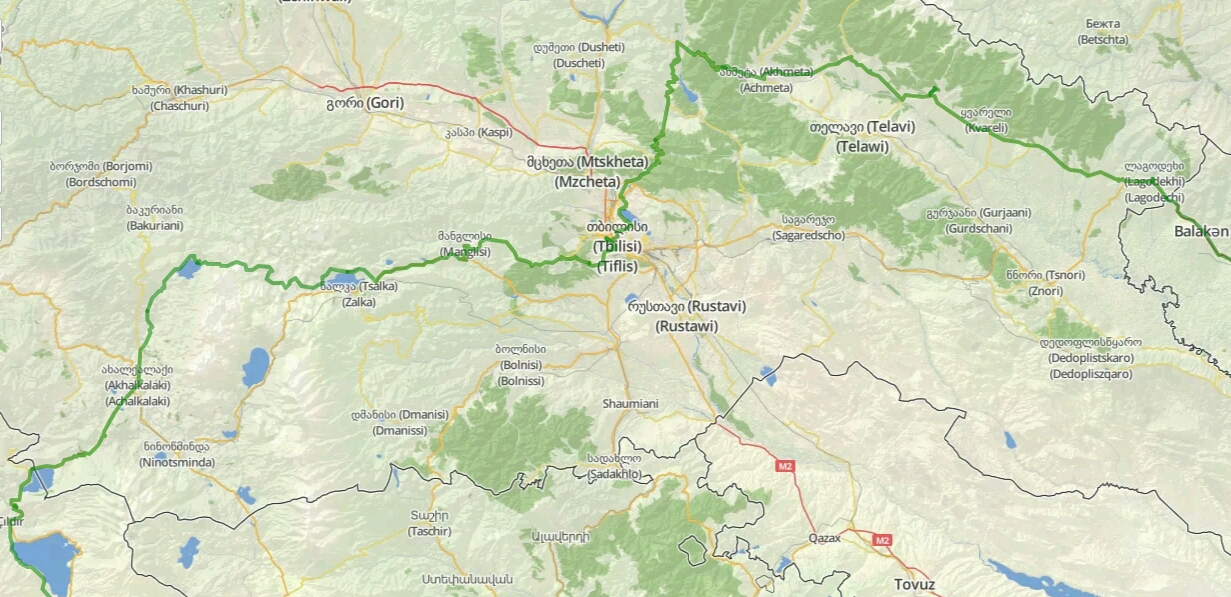 Бежта
(Betschta)
დუშეთი (Dusheti)
(Duscheti)
ახმეტა (Akhmeta)
(Achmeta)
ხაშური (Khashuri)
(Chaschuri)
გორი (Gori)
კასპი (Kaspi)
თელავი (Telavi)
(Telawi)
ყვარელი
(Kvareli)
მცხეთა (Mtskheta)
(Mzcheta)
ბორჯომი (Borjomi)
(Bordschomi)
ლაგოდეხი
(Lagodekhi)
(Lagodechi)
ბაკურიანი
(Bakuriani)
თბილისი
(Tbilisi)
(Tiflis)
საგარეჯო
(Sagaredscho)
გურჯაანი (Gurjaani)
(Gurdschani)
Balakən
მანგლისი
(Manglisi)
წნორი (Tsnori)
(Znori)
წალკა (Tsalka)
(Zalka)
რუსთავი (Rustavi)
(Rustawi)
დედოფლისწყარო
(Dedoplistskaro)
(Dedopliszqaro)
ბოლნისი
(Bolnisi)
(Bolnissi)
ახალქალაქი
(Akhalkalaki)
(Achalkalaki)
Shaumiani
დმანისი (Dmanisi)
(Dmanissi)
ნინოწმინდა
(Ninotsminda)
სადახლო
(Sadakhlo)
M2
Çıldır
Տաշիր
(Taschir)
Ալավերդի
Qazax
M2
Ստեփանավան
Tovuz